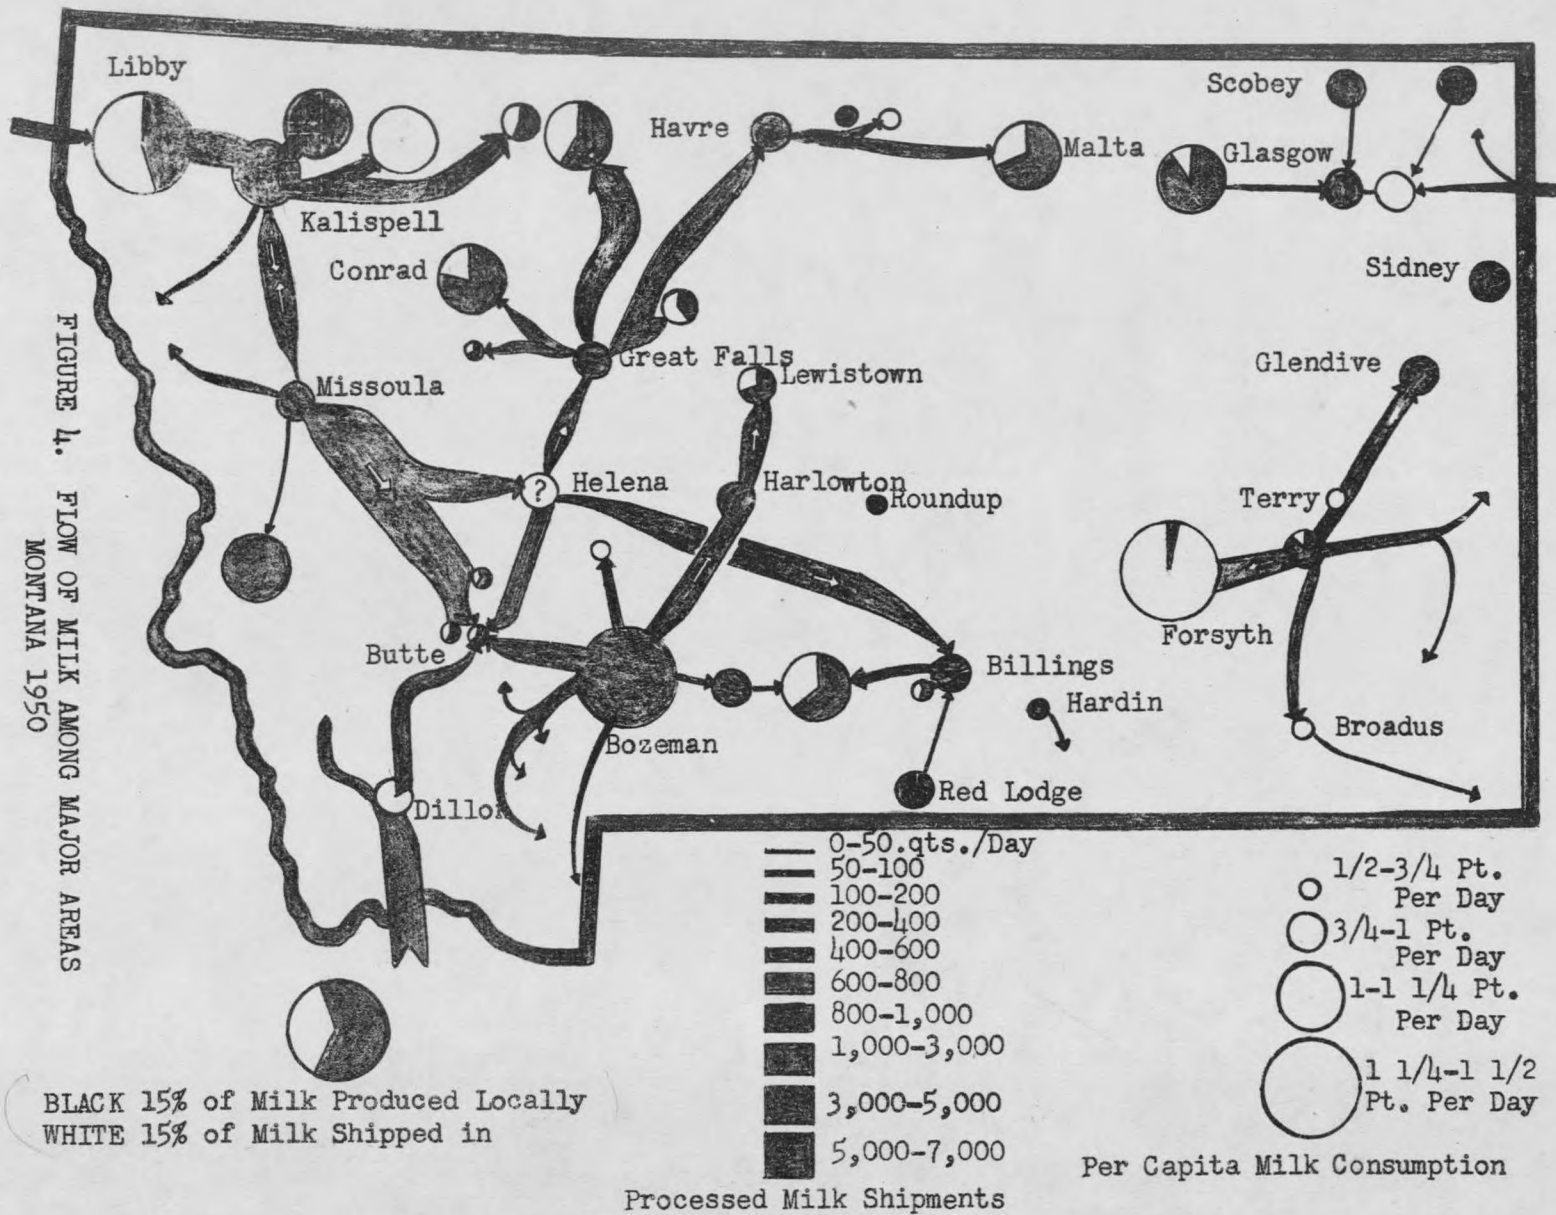 Libby
Kalispell
Conrad
Havre
Malta
Scobey
Glasgow
Sidney
Glendive
Great Falls
Lewistown
Missoula
Helena
?
Harlowton
Roundup
Terry
Forsyth
Butte
Billings
Hardin
Broadus
Bozeman
Dillon
Red Lodge
FIGURE 4. FLOW OF MILK AMONG MAJOR AREAS
MONTANA 1950
BLACK 15% of Milk Produced Locally
WHITE 15% of Milk Shipped in
0-50.qts./Day
50-100
100-200
200-400
400-600
600-800
800-1,000
1,000-3,000
3,000-5,000
5,000-7,000
Processed Milk Shipments
1/2-3/4 Pt.
Per Day
3/4-1 Pt.
Per Day
1-1 1/4 Pt.
Per Day
1 1/4-1 1/2
Pt. Per Day
Per Capita Milk Consumption